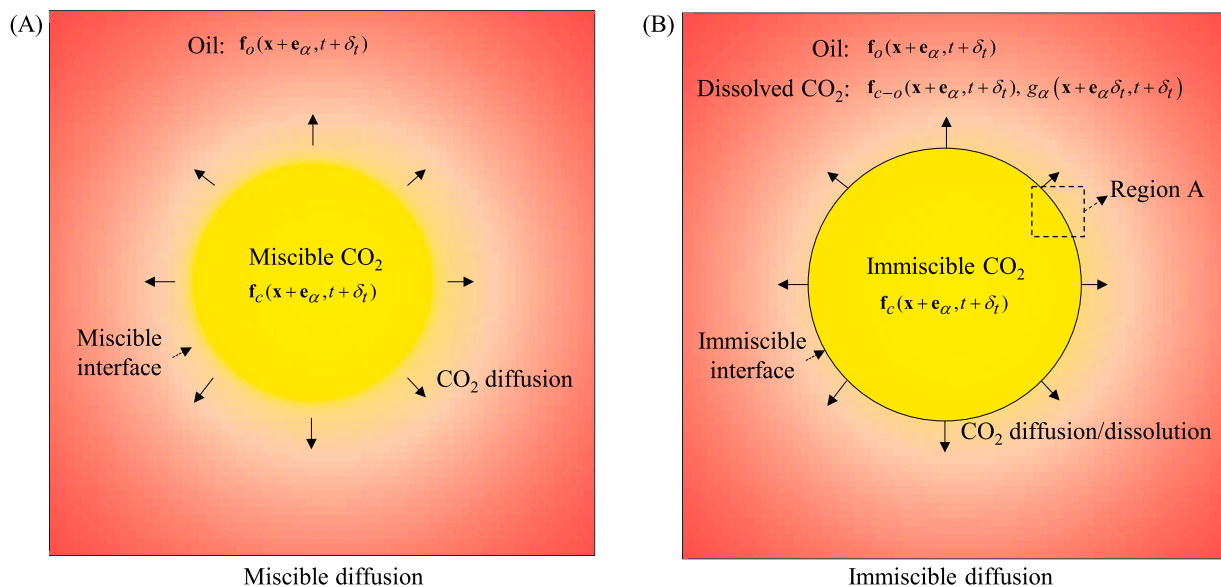 (A)
Oil: f_o(x + e_α, t + δ_t)
Miscible CO₂
f_c(x + e_α, t + δ_t)
Miscible
interface
CO₂ diffusion
Miscible diffusion
(B)
Oil: f_o(x + e_α, t + δ_t)
Dissolved CO₂: f_{c−o}(x + e_α, t + δ_t), g_α(x + e_α δ_t, t + δ_t)
Region A
Immiscible CO₂
f_c(x + e_α, t + δ_t)
Immiscible
interface
CO₂ diffusion/dissolution
Immiscible diffusion